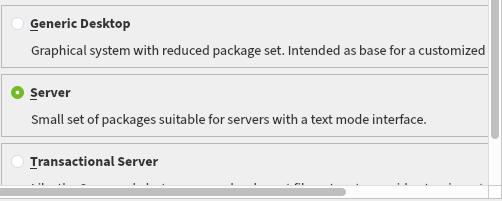 Generic Desktop
Graphical system with reduced package set. Intended as base for a customized
Server
Small set of packages suitable for servers with a text mode interface.
Transactional Server